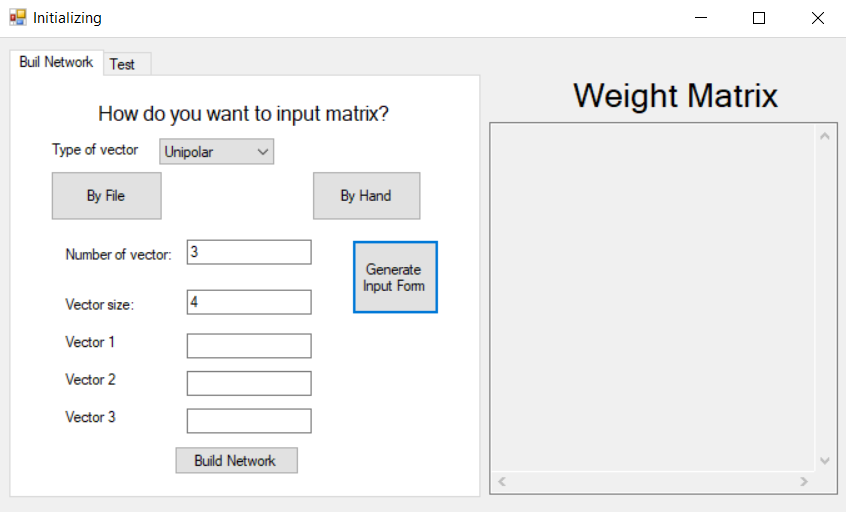 Initializing
Buil Network
Test
Weight Matrix
How do you want to input matrix?
Type of vector
Unipolar
By File
By Hand
Number of vector:
3
Generate
Input Form
Vector size:
4
Vector 1
Vector 2
Vector 3
Build Network